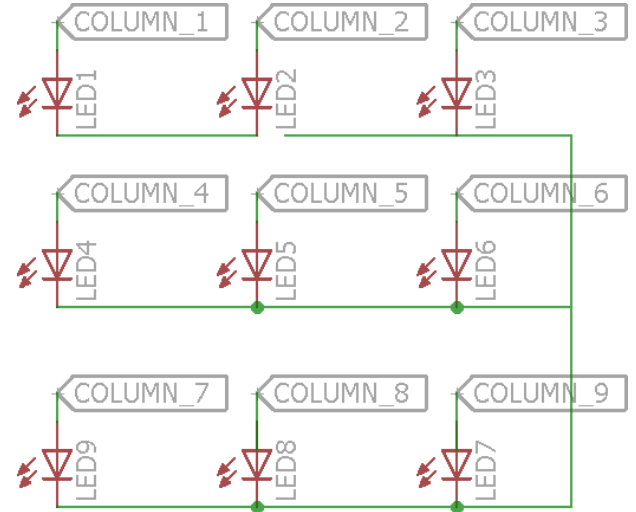 COLUMN_1
COLUMN_2
COLUMN_3
LED1
LED2
LED3
COLUMN_4
COLUMN_5
COLUMN_6
LED4
LED5
LED6
COLUMN_7
COLUMN_8
COLUMN_9
LED9
LED8
LED7